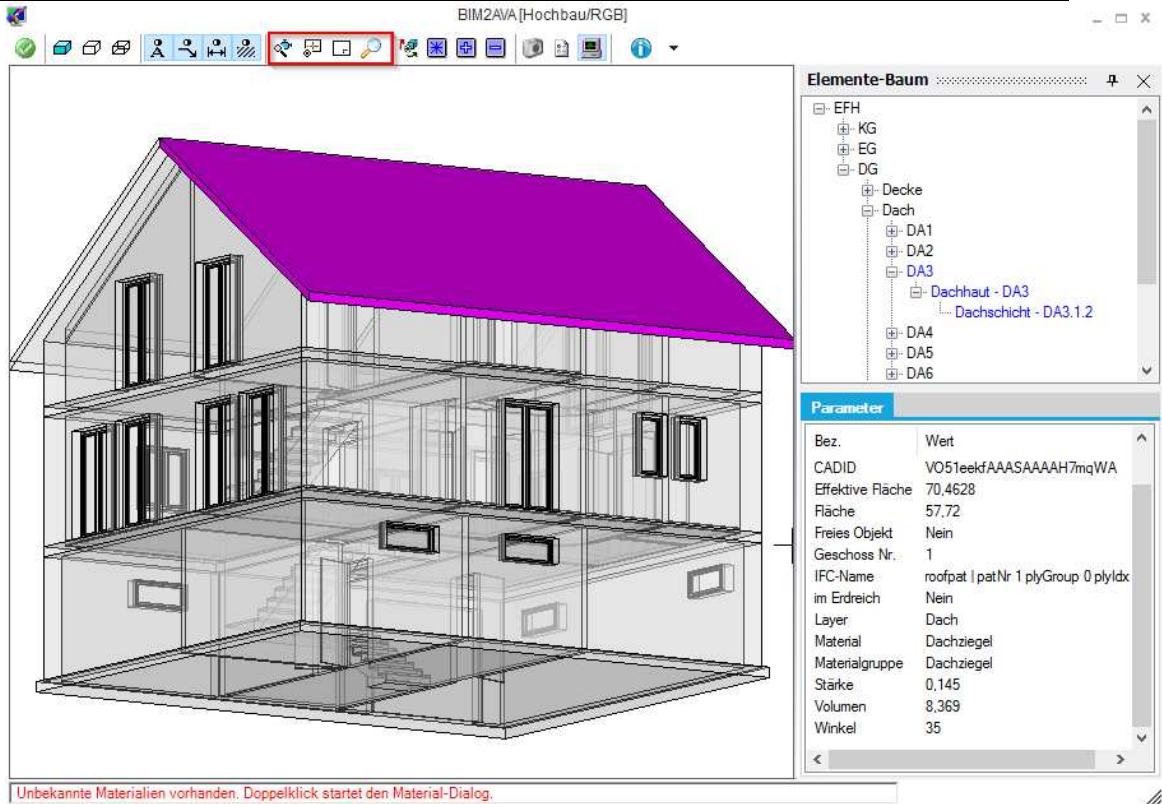 BIM2AVA [Hochbau/RGB]
Elemente-Baum
EFH
KG
EG
DG
Decke
Dach
DA1
DA2
DA3
Dachhaut - DA3
Dachschicht - DA3.1.2
DA4
DA5
DA6
Parameter
Bez. Wert
CADID VO51eekfAAASAAAAH7mqWA
Effektive Fläche 70,4628
Fläche 57,72
Freies Objekt Nein
Geschoss Nr. 1
IFC-Name roofpat | patNr 1 plyGroup 0 plyIdx
im Erdreich Nein
Layer Dach
Material Dachziegel
Materialgruppe Dachziegel
Stärke 0,145
Volumen 8,369
Winkel 35
Unbekannte Materialien vorhanden. Doppelklick startet den Material-Dialog.